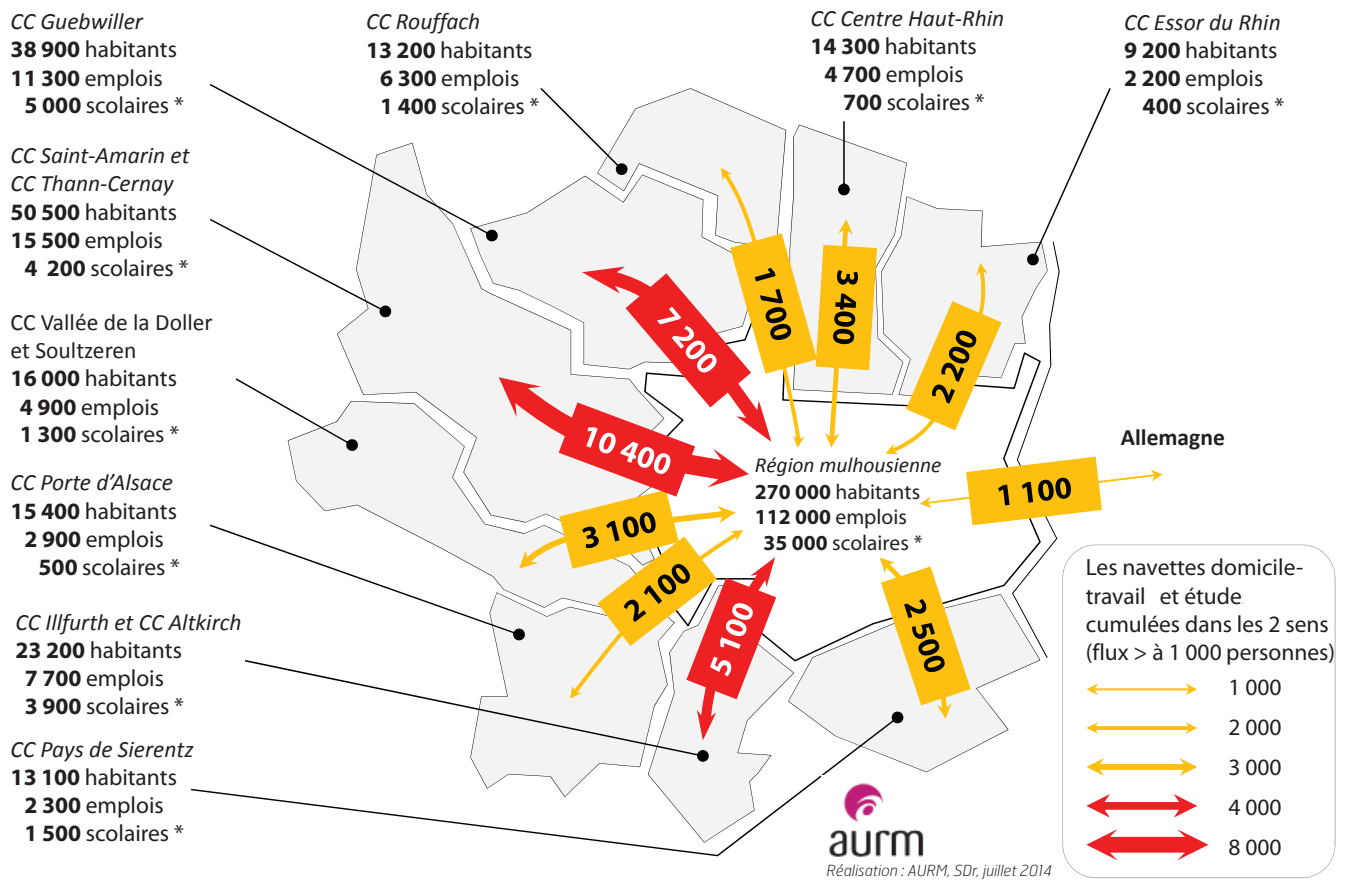 CC Guebwiller
38 900 habitants
11 300 emplois
5 000 scolaires *
CC Rouffach
13 200 habitants
6 300 emplois
1 400 scolaires *
CC Centre Haut-Rhin
14 300 habitants
4 700 emplois
700 scolaires *
CC Essor du Rhin
9 200 habitants
2 200 emplois
400 scolaires *
CC Saint-Amarin et
CC Thann-Cernay
50 500 habitants
15 500 emplois
4 200 scolaires *
CC Vallée de la Doller
et Soultzeren
16 000 habitants
4 900 emplois
1 300 scolaires *
CC Porte d'Alsace
15 400 habitants
2 900 emplois
500 scolaires *
CC Illfurth et CC Altkirch
23 200 habitants
7 700 emplois
3 900 scolaires *
CC Pays de Sierentz
13 100 habitants
2 300 emplois
1 500 scolaires *
1 700
3 400
2 200
7 200
10 400
3 100
2 100
5 100
2 500
1 100
Allemagne
Région mulhousienne
270 000 habitants
112 000 emplois
35 000 scolaires *
Les navettes domicile-
travail et étude
cumulées dans les 2 sens
(flux > à 1 000 personnes)
1 000
2 000
3 000
4 000
8 000
aurm
Réalisation : AURM, SDr, juillet 2014